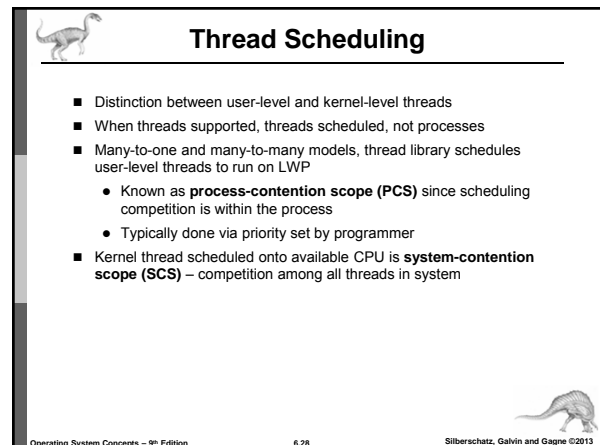 Thread Scheduling
■ Distinction between user-level and kernel-level threads
■ When threads supported, threads scheduled, not processes
■ Many-to-one and many-to-many models, thread library schedules
user-level threads to run on LWP
● Known as process-contention scope (PCS) since scheduling
competition is within the process
● Typically done via priority set by programmer
■ Kernel thread scheduled onto available CPU is system-contention
scope (SCS) – competition among all threads in system
Operating System Concepts – 9th Edition 6.28 Silberschatz, Galvin and Gagne ©2013